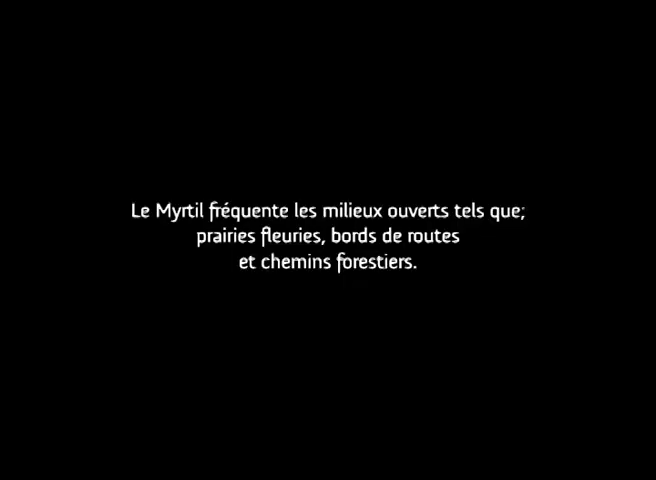 Le Myrtil fréquente les milieux ouverts tels que;
prairies fleuries, bords de routes
et chemins forestiers.